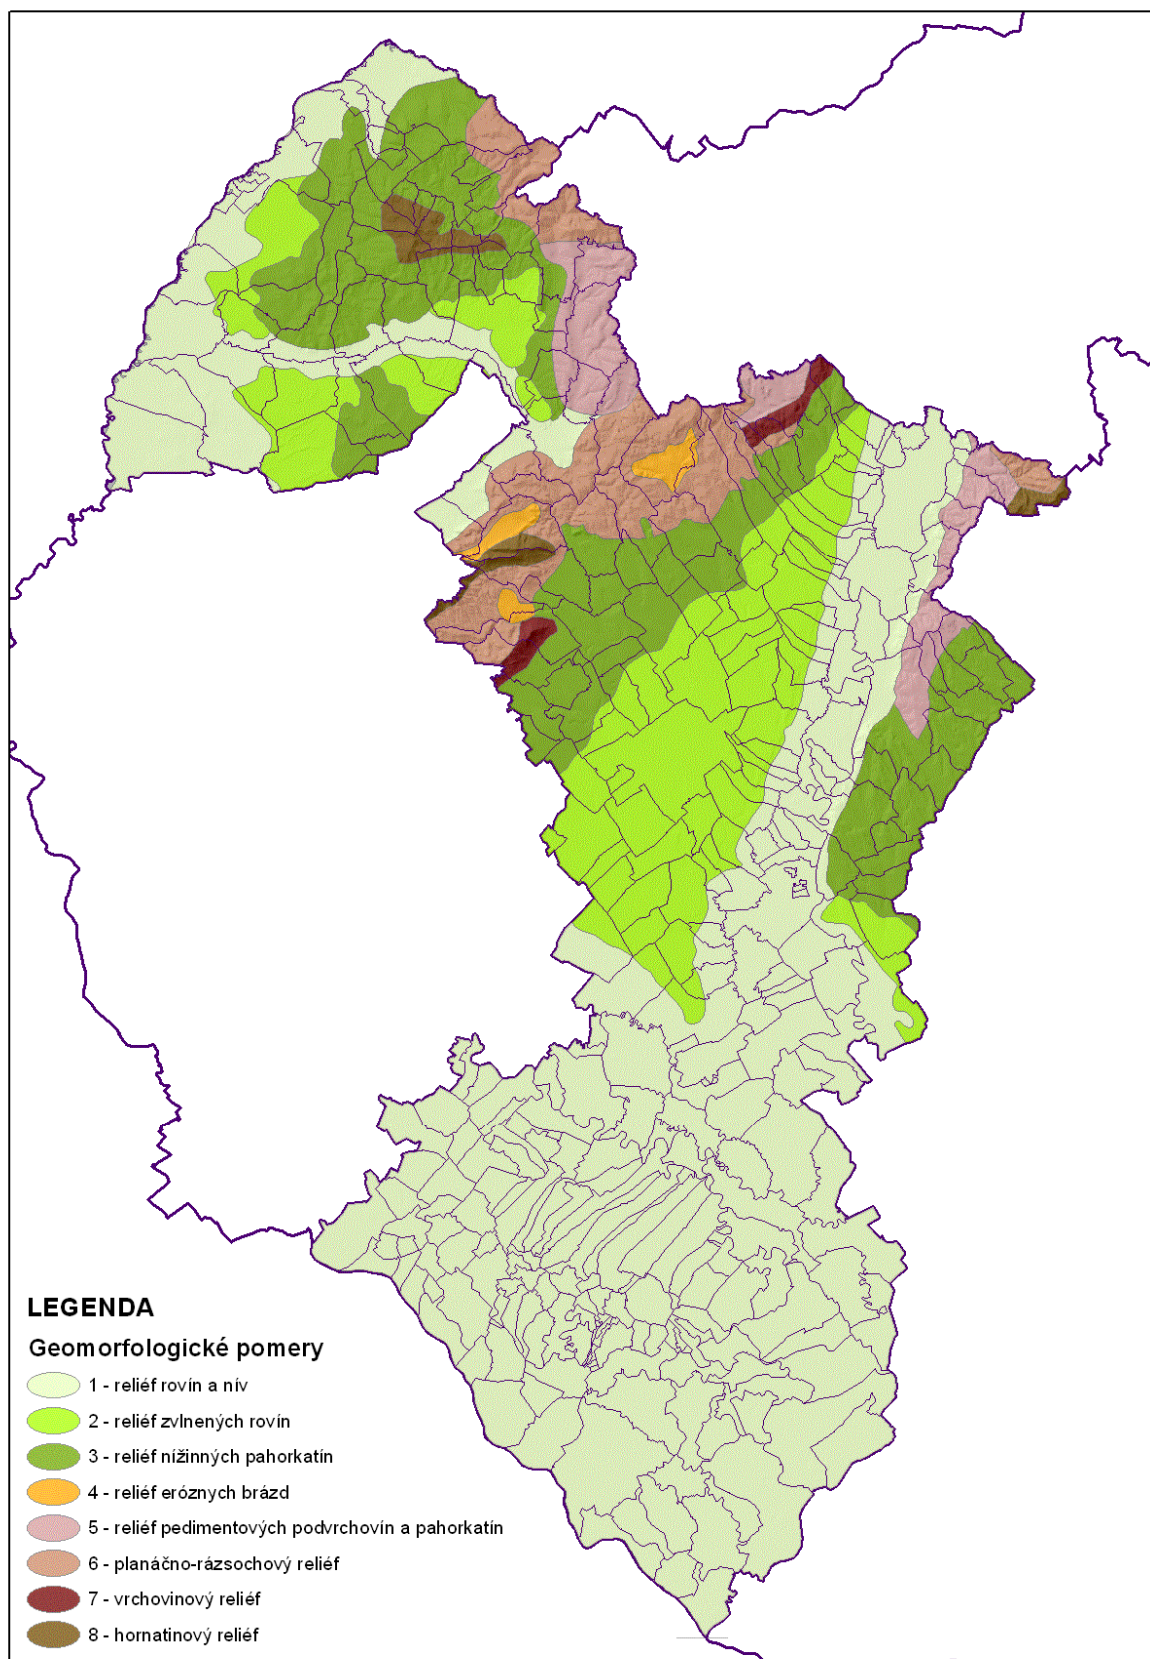 LEGENDA
Geomorfologické pomery
1 - reliéf rovín a nív
2 - reliéf zvlnených rovín
3 - reliéf nížinných pahorkatín
4 - reliéf eróznych brázd
5 - reliéf pedimentových podvrchovín a pahorkatín
6 - planáčno-rázsochový reliéf
7 - vrchovinový reliéf
8 - hornatinový reliéf